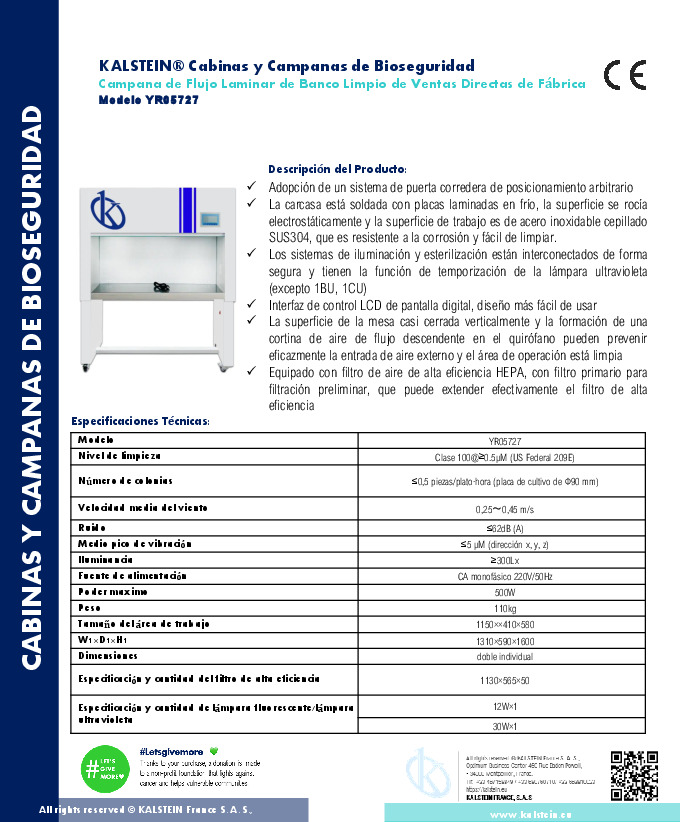 CABINAS Y CAMPANAS DE BIOSEGURIDAD
KALSTEIN® Cabinas y Campanas de Bioseguridad
Campana de Flujo Laminar de Banco Limpio de Ventas Directas de Fábrica
Modelo YR05727
CE
Descripción del Producto:
✓ Adopción de un sistema de puerta corredera de posicionamiento arbitrario
✓ La carcasa está soldada con placas laminadas en frío, la superficie se rocía
electrostáticamente y la superficie de trabajo es de acero inoxidable cepillado
SUS304, que es resistente a la corrosión y fácil de limpiar.
✓ Los sistemas de iluminación y esterilización están interconectados de forma
segura y tienen la función de temporización de la lámpara ultravioleta
(excepto 1BU, 1CU)
✓ Interfaz de control LCD de pantalla digital, diseño más fácil de usar
✓ La superficie de la mesa casi cerrada verticalmente y la formación de una
cortina de aire de flujo descendente en el quirófano pueden prevenir
eficazmente la entrada de aire externo y el área de operación está limpia
✓ Equipado con filtro de aire de alta eficiencia HEPA, con filtro primario para
filtración preliminar, que puede extender efectivamente el filtro de alta
eficiencia
Especificaciones Técnicas:
Modelo YR05727
Nivel de limpieza Clase 100@≥0.5µM (US Federal 209E)
Número de colonias ≤0,5 piezas/plato·hora (placa de cultivo de Φ90 mm)
Velocidad media del viento 0,25～0,45 m/s
Ruido ≤62dB (A)
Medio pico de vibración ≤5 µM (dirección x, y, z)
Iluminancia ≥300Lx
Fuente de alimentación CA monofásico 220V/50Hz
Poder maximo 500W
Peso 110kg
Tamaño del área de trabajo 1150××410×580
W1×D1×H1 1310×590×1600
Dimensiones doble individual
Especificación y cantidad del filtro de alta eficiencia 1130×565×50
Especificación y cantidad de lámpara fluorescente/lámpara
ultravioleta
12W×1
30W×1
#LET'S
GIVE
MORE
#Letsgivemore
Thanks to your purchase, a donation is made
to a non-profit foundation that fights against
cancer and helps vulnerable communities
All rights reserved © KALSTEIN France S. A. S.,
KALSTEIN FRANCE, S.A.S
All rights reserved © KALSTEIN France S. A. S.,
www.kalstein.eu